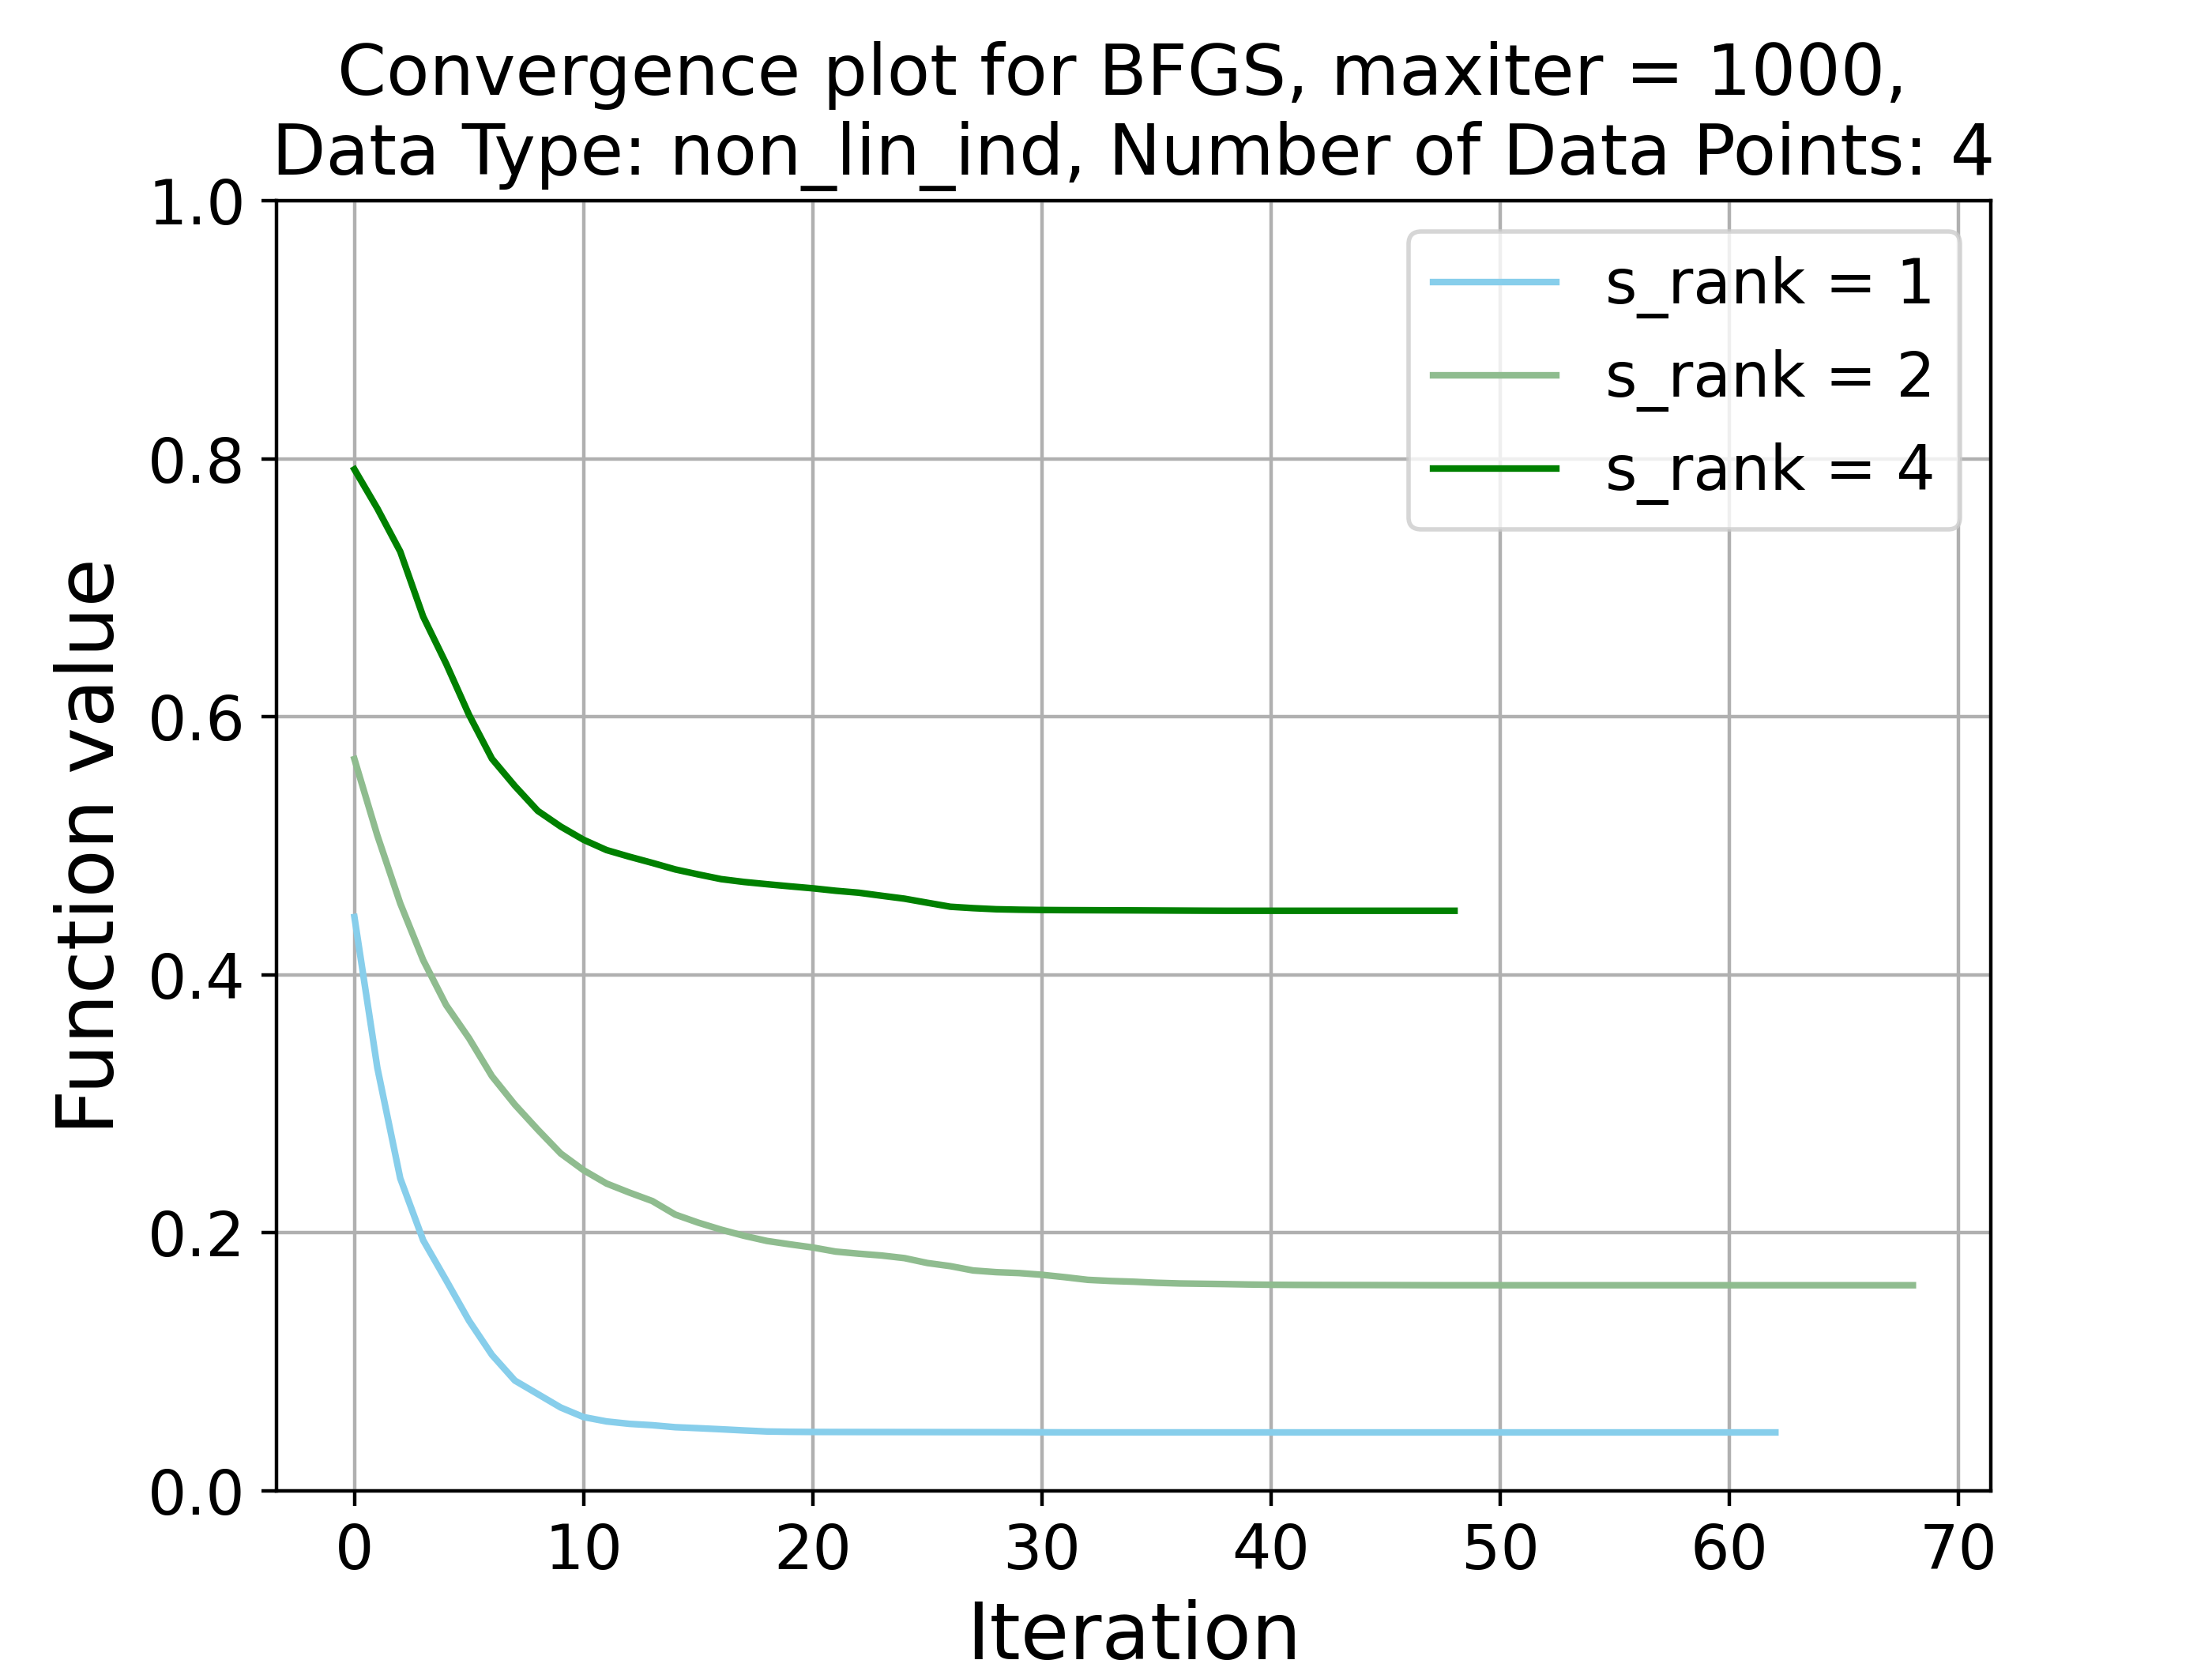 Convergence plot for BFGS, maxiter = 1000,
Data Type: non_lin_ind, Number of Data Points: 4
1.0
0.8
0.6
0.4
0.2
0.0
Function value
s_rank = 1
s_rank = 2
s_rank = 4
0 10 20 30 40 50 60 70
Iteration